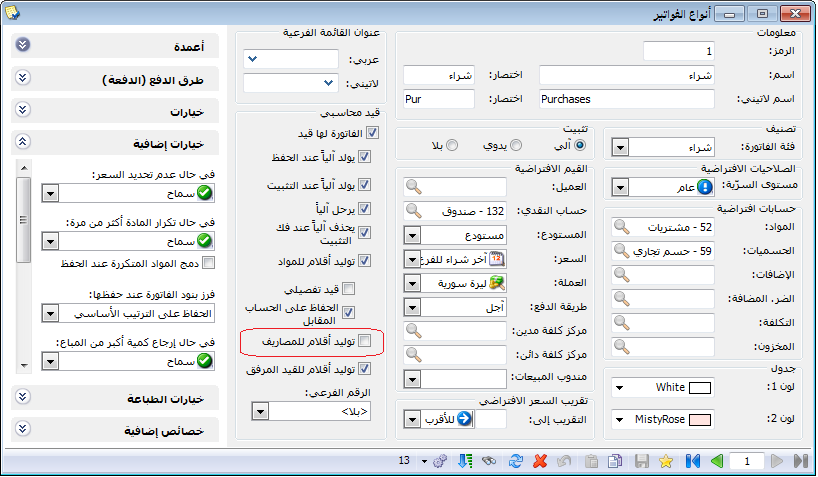 أنواع الفواتير
معلومات
الرمز:
1
اسم:
شراء
اختصار:
شراء
اسم لاتيني:
Purchases
اختصار:
Pur
تصنيف
فئة الفاتورة:
شراء
الصلاحيات الافتراضية
مستوى السرّية:
عام
حسابات افتراضية
المواد:
52 - مشتريات
الحسميات:
59 - حسم تجاري
الإضافات:
الضر. المضافة:
التكلفة:
المخزون:
جدول
لون 1:
White
لون 2:
MistyRose
تثبيت
آلي
يدوي
بلا
القيم الافتراضية
العميل:
حساب النقدي:
132 - صندوق
المستودع:
مستودع
السعر:
آخر شراء للفرع
العملة:
ليرة سورية
طريقة الدفع:
آجل
مركز كلفة مدين:
مركز كلفة دائن:
مندوب المبيعات:
تقريب السعر الافتراضي
التقريب إلى:
للأقرب
عنوان القائمة الفرعية
عربي:
لاتيني:
قيد محاسبي
الفاتورة لها قيد
يولد آلياً عند الحفظ
يولد آلياً عند التثبيت
يرحل آلياً
يحذف آلياً عند فك
التثبيت
توليد أقلام للمواد
قيد تفصيلي
الحفاظ على الحساب
المقابل
توليد أقلام للمصاريف
توليد أقلام للقيد المرفق
الرقم الفرعي:
<بلا>
أعمدة
طرق الدفع (الدفعة)
خيارات
خيارات إضافية
في حال عدم تحديد السعر:
سماح
في حال تكرار المادة أكثر من مرة:
سماح
دمج المواد المتكررة عند الحفظ
فرز بنود الفاتورة عند حفظها:
الحفاظ على الترتيب الأساسي
في حال إرجاع كمية أكبر من المباع:
سماح
خيارات الطباعة
خصائص إضافية
13
1